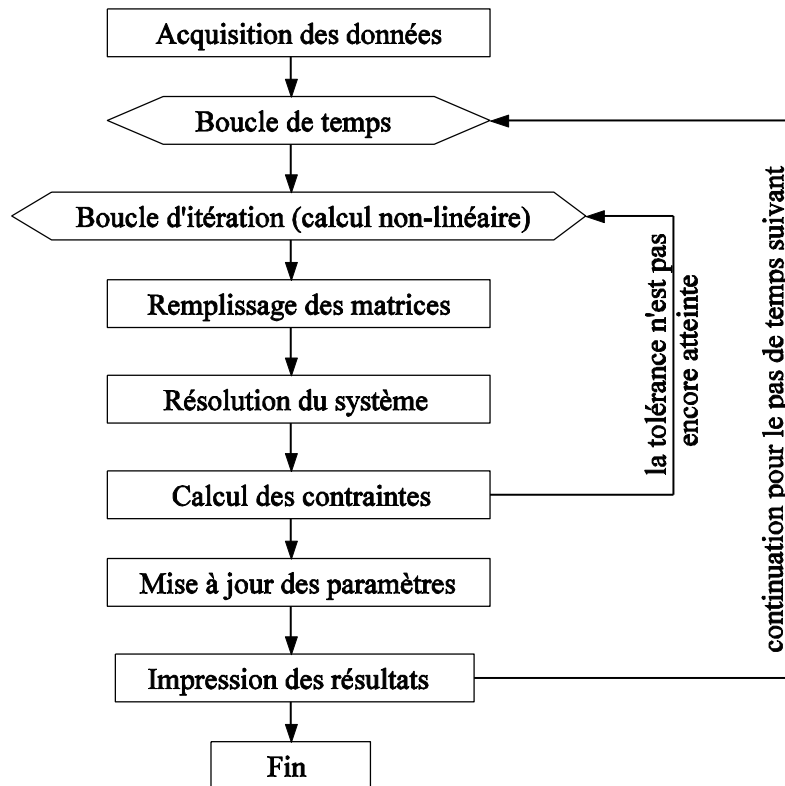 Acquisition des données
Boucle de temps
Boucle d'itération (calcul non-linéaire)
Remplissage des matrices
Résolution du système
Calcul des contraintes
Mise à jour des paramètres
Impression des résultats
Fin
la tolérance n'est pas
encore atteinte
continuation pour le pas de temps suivant